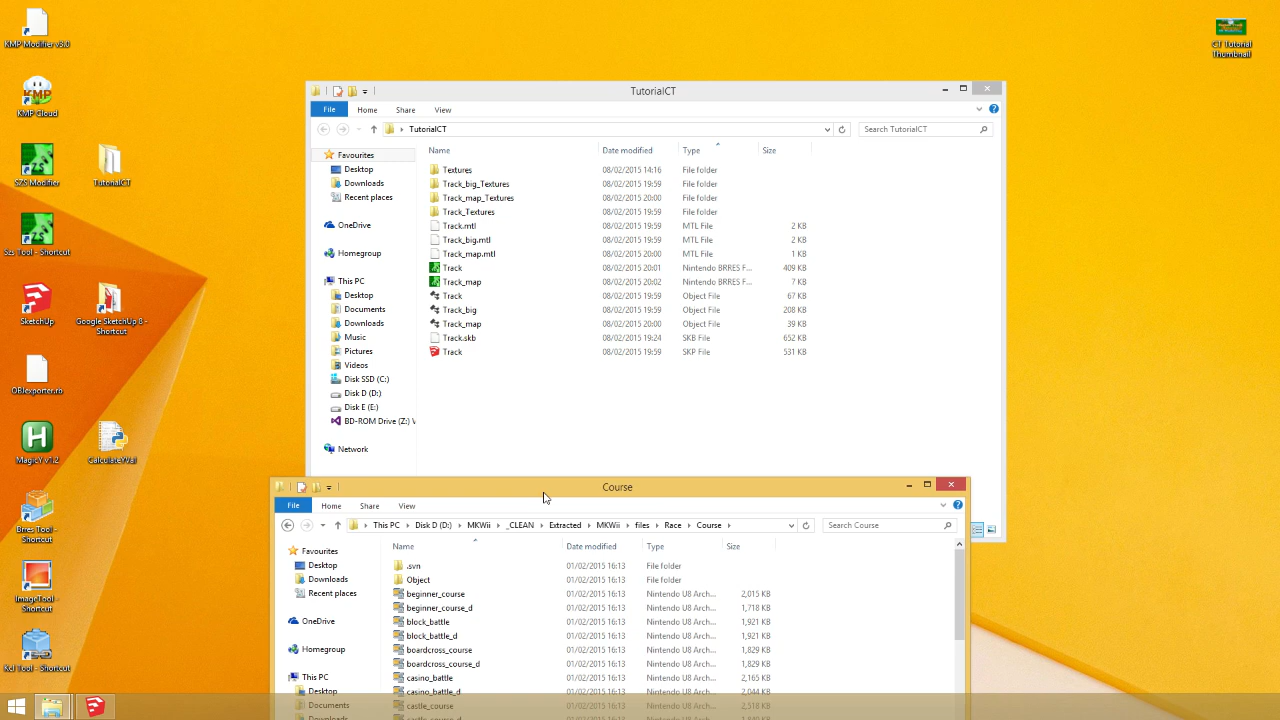 KMP Modifier v3.0
KMP Cloud
SZS Modifier
TutorialCT
SZS Tool - Shortcut
SketchUp
Google SketchUp 8 -
Shortcut
OBJexporter.ro
MagicY v1.2
CalculateYVal
Brres Tool -
Shortcut
ImageTool -
Shortcut
Kcl Tool - Shortcut
CT Tutorial
Thumbnail
TutorialCT
File Home Share View
TutorialCT
Search TutorialCT
Name Date modified Type Size
Favourites
Desktop
Downloads
Recent places
OneDrive
Homegroup
This PC
Desktop
Documents
Downloads
Music
Pictures
Videos
Disk SSD (C:)
Disk D (D:)
Disk E (E:)
BD-ROM Drive (Z:) V
Network
Textures 08/02/2015 14:16 File folder
Track_big_Textures 08/02/2015 19:59 File folder
Track_map_Textures 08/02/2015 20:00 File folder
Track_Textures 08/02/2015 19:59 File folder
Track.mtl 08/02/2015 19:59 MTL File 2 KB
Track_big.mtl 08/02/2015 19:59 MTL File 2 KB
Track_map.mtl 08/02/2015 20:00 MTL File 1 KB
Track 08/02/2015 20:01 Nintendo BRRES F... 409 KB
Track_map 08/02/2015 20:02 Nintendo BRRES F... 7 KB
Track 08/02/2015 19:59 Object File 67 KB
Track_big 08/02/2015 19:59 Object File 208 KB
Track_map 08/02/2015 20:00 Object File 39 KB
Track.skb 08/02/2015 19:24 SKB File 652 KB
Track 08/02/2015 19:59 SKP File 531 KB
Course
File Home Share View
This PC Disk D (D:) MKWii _CLEAN Extracted MKWii files Race Course
Search Course
Name Date modified Type Size
Favourites
Desktop
Downloads
Recent places
OneDrive
Homegroup
This PC
Desktop
Documents
Downloads
.svn 01/02/2015 16:13 File folder
Object 01/02/2015 16:13 File folder
beginner_course 01/02/2015 16:13 Nintendo U8 Arch... 2,015 KB
beginner_course_d 01/02/2015 16:13 Nintendo U8 Arch... 1,718 KB
block_battle 01/02/2015 16:13 Nintendo U8 Arch... 1,921 KB
block_battle_d 01/02/2015 16:13 Nintendo U8 Arch... 1,921 KB
boardcross_course 01/02/2015 16:13 Nintendo U8 Arch... 1,829 KB
boardcross_course_d 01/02/2015 16:13 Nintendo U8 Arch... 1,829 KB
casino_battle 01/02/2015 16:13 Nintendo U8 Arch... 2,165 KB
casino_battle_d 01/02/2015 16:13 Nintendo U8 Arch... 2,044 KB
castle_course 01/02/2015 16:13 Nintendo U8 Arch... 2,518 KB